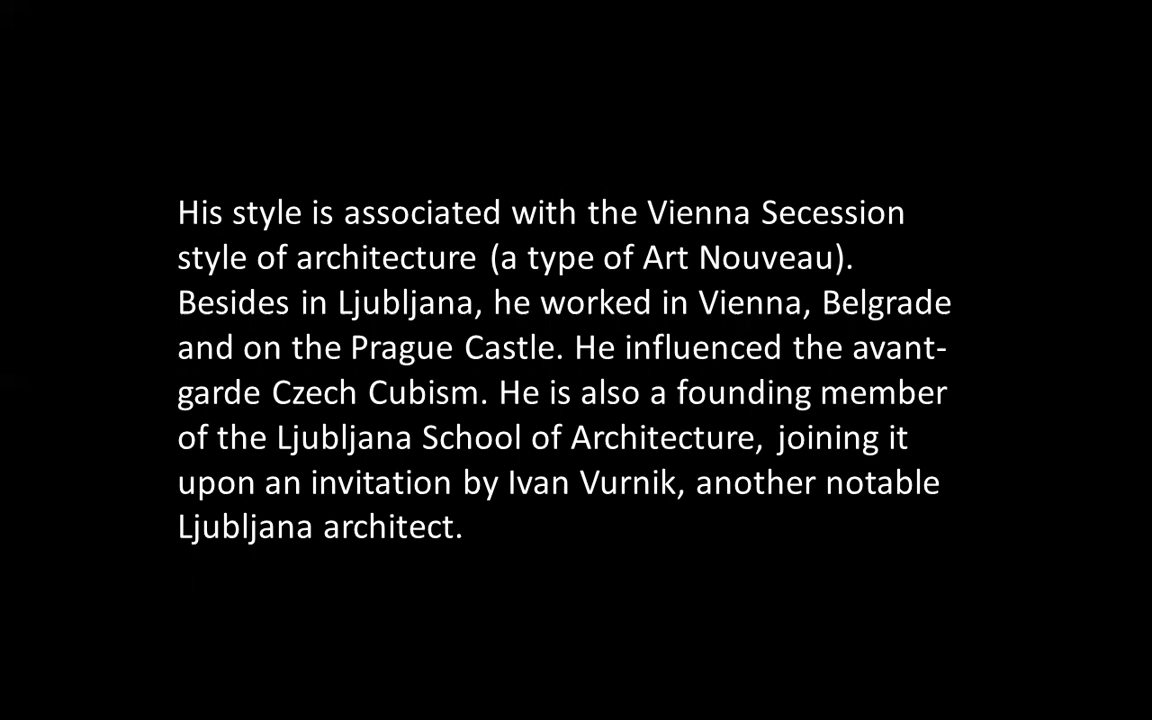 His style is associated with the Vienna Secession
style of architecture (a type of Art Nouveau).
Besides in Ljubljana, he worked in Vienna, Belgrade
and on the Prague Castle. He influenced the avant-
garde Czech Cubism. He is also a founding member
of the Ljubljana School of Architecture, joining it
upon an invitation by Ivan Vurnik, another notable
Ljubljana architect.